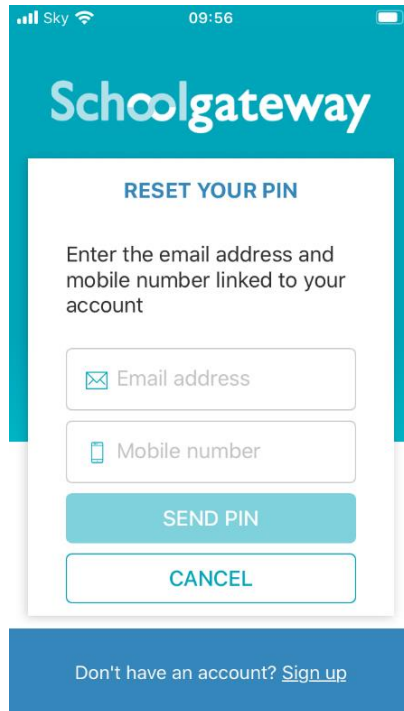 Sky 09:56
Schoolgateway
RESET YOUR PIN
Enter the email address and
mobile number linked to your
account
Email address
Mobile number
SEND PIN
CANCEL
Don't have an account? Sign up